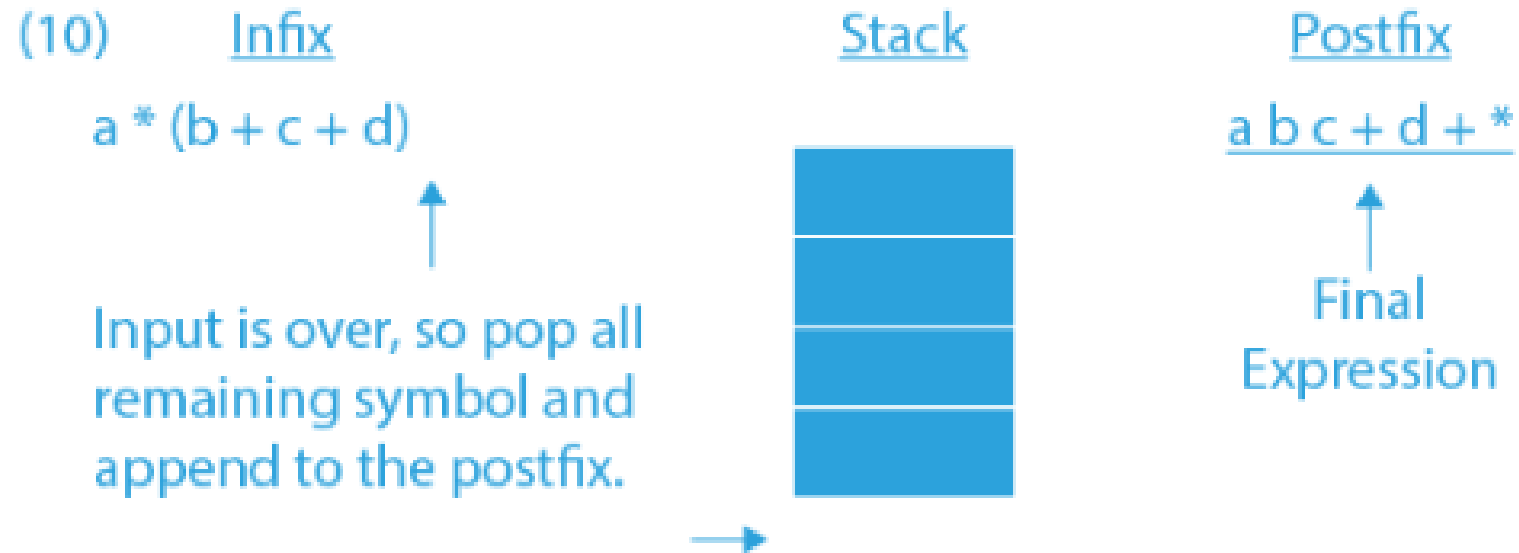 (10) Infix Stack Postfix
a * (b + c + d) a b c + d + *
Input is over, so pop all
remaining symbol and
append to the postfix.
Final
Expression